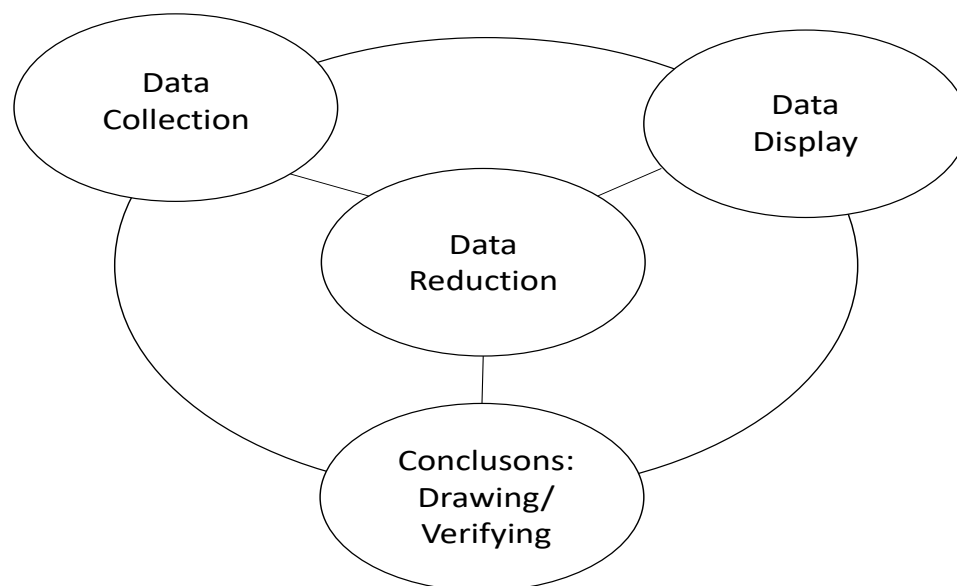 Data
Collection
Data
Display
Data
Reduction
Conclusons:
Drawing/
Verifying